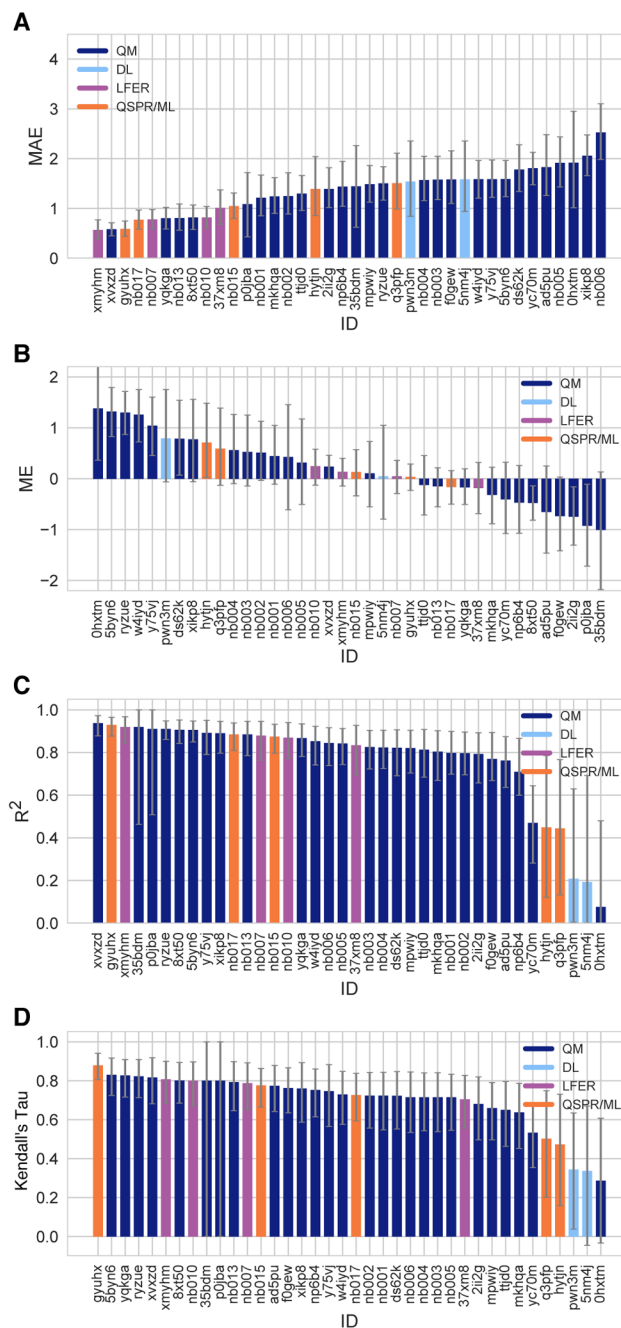 A
4
3
2
1
0
MAE
QM
DL
LFER
QSPR/ML
xmyhm
xvxzd
gyuhx
nb017
nb007
yqkga
nb013
8xt50
nb010
37xm8
nb015
p0jba
nb001
mkhqa
nb002
ttjd0
hytjn
2ii2g
np6b4
35bdm
mpwiy
ryzue
q3pfp
pwn3m
nb004
nb003
f0gew
5nm4j
w4iyd
y75vj
5byn6
ds62k
yc70m
ad5pu
nb005
0hxtm
xikp8
nb006
ID
B
2
1
0
−1
−2
ME
QM
DL
LFER
QSPR/ML
0hxtm
5byn6
ryzue
w4iyd
y75vj
pwn3m
ds62k
xikp8
hytjn
q3pfp
nb004
nb003
nb002
nb001
nb006
nb005
nb010
xvxzd
xmyhm
nb015
mpwiy
5nm4j
nb007
gyuhx
ttjd0
nb013
nb017
yqkga
37xm8
mkhqa
yc70m
np6b4
8xt50
ad5pu
f0gew
2ii2g
p0jba
35bdm
ID
C
1.0
0.8
0.6
0.4
0.2
0.0
R2
QM
DL
LFER
QSPR/ML
xvxzd
gyuhx
xmyhm
35bdm
p0jba
ryzue
8xt50
5byn6
y75vj
xikp8
nb017
nb013
nb007
nb015
nb010
yqkga
w4iyd
nb006
nb005
37xm8
nb003
nb004
ds62k
mpwiy
ttjd0
mkhqa
nb001
nb002
2ii2g
f0gew
ad5pu
np6b4
yc70m
hytjn
q3pfp
pwn3m
5nm4j
0hxtm
ID
D
1.0
0.8
0.6
0.4
0.2
0.0
Kendall's Tau
QM
DL
LFER
QSPR/ML
gyuhx
5byn6
yqkga
ryzue
xvxzd
xmyhm
8xt50
nb010
35bdm
p0jba
nb013
nb007
nb015
ad5pu
f0gew
xikp8
np6b4
y75vj
w4iyd
nb017
nb002
nb001
ds62k
nb006
nb004
nb003
nb005
37xm8
2ii2g
mpwiy
ttjd0
mkhqa
yc70m
q3pfp
hytjn
pwn3m
5nm4j
0hxtm
ID